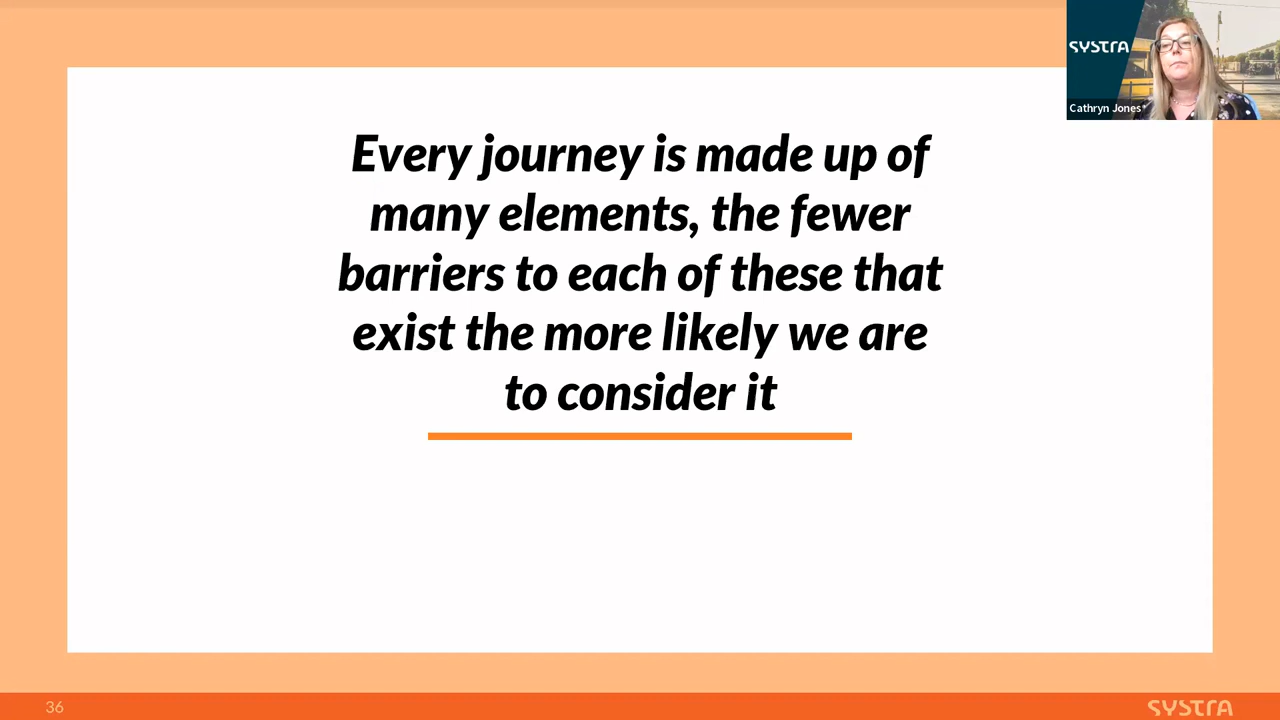 SYSTRA
Cathryn Jones
Every journey is made up of
many elements, the fewer
barriers to each of these that
exist the more likely we are
to consider it
36
SYSTRA